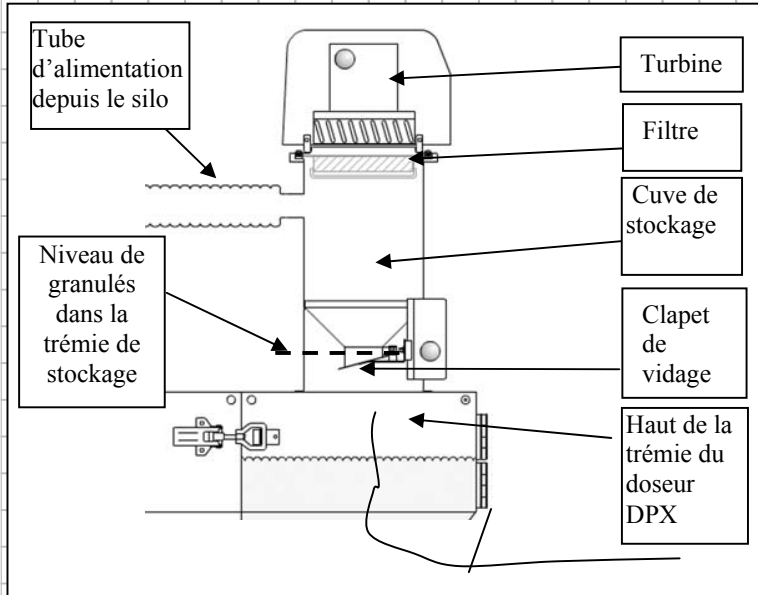 Tube
d'alimentation
depuis le silo
Niveau de
granulés
dans la
trémie de
stockage
Turbine
Filtre
Cuve de
stockage
Clapet
de
vidage
Haut de la
trémie du
doseur
DPX